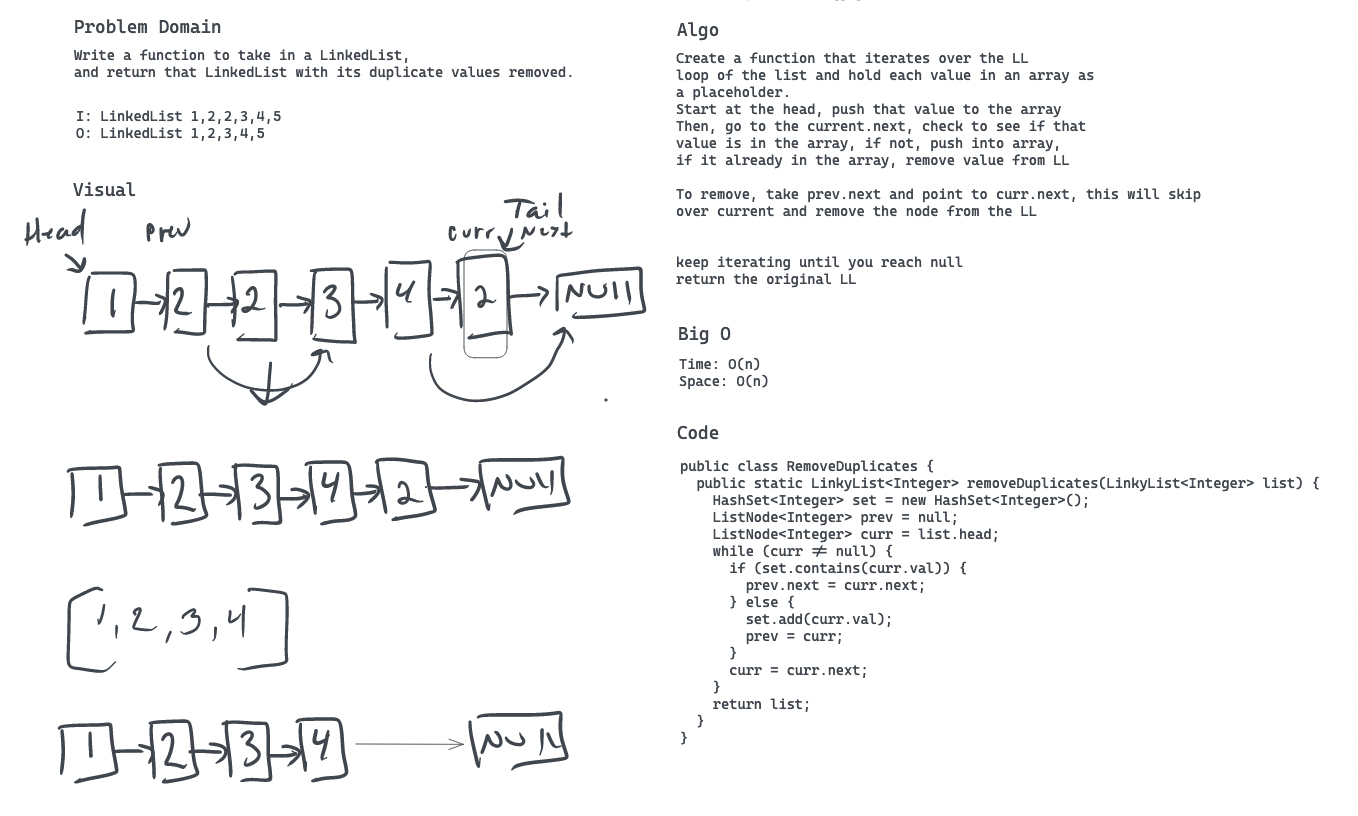 Problem Domain
Write a function to take in a LinkedList,
and return that LinkedList with its duplicate values removed.
I: LinkedList 1,2,2,3,4,5
O: LinkedList 1,2,3,4,5
Visual
Tail
Head Prev Curr Next
1 2 2 3 4 2 NUll
1 2 3 4 2 NUll
[1,2,3,4]
1 2 3 4 NUll
Algo
Create a function that iterates over the LL
loop of the list and hold each value in an array as
a placeholder.
Start at the head, push that value to the array
Then, go to the current.next, check to see if that
value is in the array, if not, push into array,
if it already in the array, remove value from LL
To remove, take prev.next and point to curr.next, this will skip
over current and remove the node from the LL
keep iterating until you reach null
return the original LL
Big O
Time: O(n)
Space: O(n)
Code
public class RemoveDuplicates {
  public static LinkyList<Integer> removeDuplicates(LinkyList<Integer> list) {
    HashSet<Integer> set = new HashSet<Integer>();
    ListNode<Integer> prev = null;
    ListNode<Integer> curr = list.head;
    while (curr ≠ null) {
      if (set.contains(curr.val)) {
        prev.next = curr.next;
      } else {
        set.add(curr.val);
        prev = curr;
      }
      curr = curr.next;
    }
    return list;
  }
}